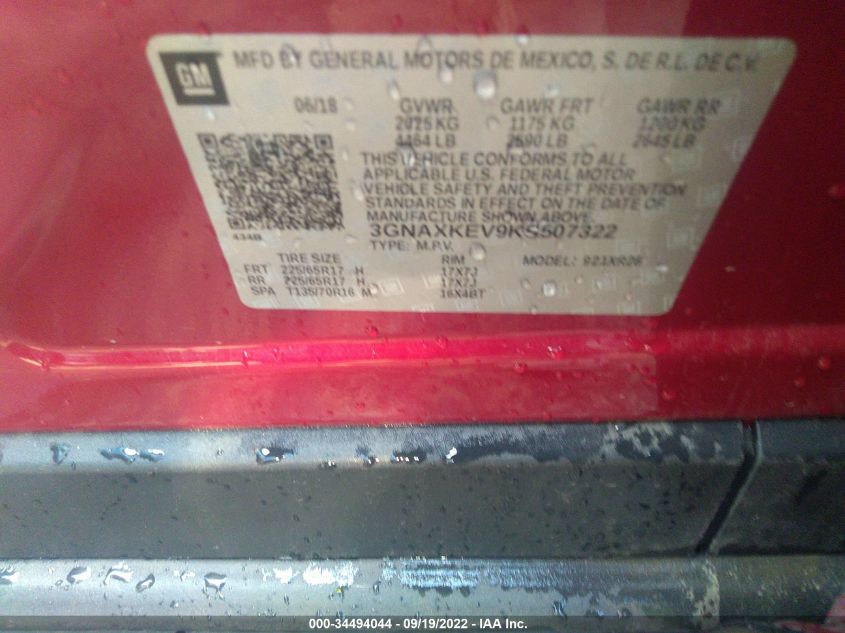 GM
MFD BY GENERAL MOTORS DE MEXICO, S. DE R.L. DE C.V.
06/18 GVWR GAWR FRT GAWR RR
2025 KG 1175 KG 1200 KG
4464 LB 2590 LB 2645 LB
THIS VEHICLE CONFORMS TO ALL
APPLICABLE U.S. FEDERAL MOTOR
VEHICLE SAFETY AND THEFT PREVENTION
STANDARDS IN EFFECT ON THE DATE OF
MANUFACTURE SHOWN ABOVE.
434B
3GNAXKEV9KS507322
TYPE: M.P.V. MODEL: 921XR26
TIRE SIZE RIM
FRT 225/65R17 H 17X7J
RR 225/65R17 H 17X7J
SPA T135/70R16 M 16X4BT
000-34494044 - 09/19/2022 - IAA Inc.